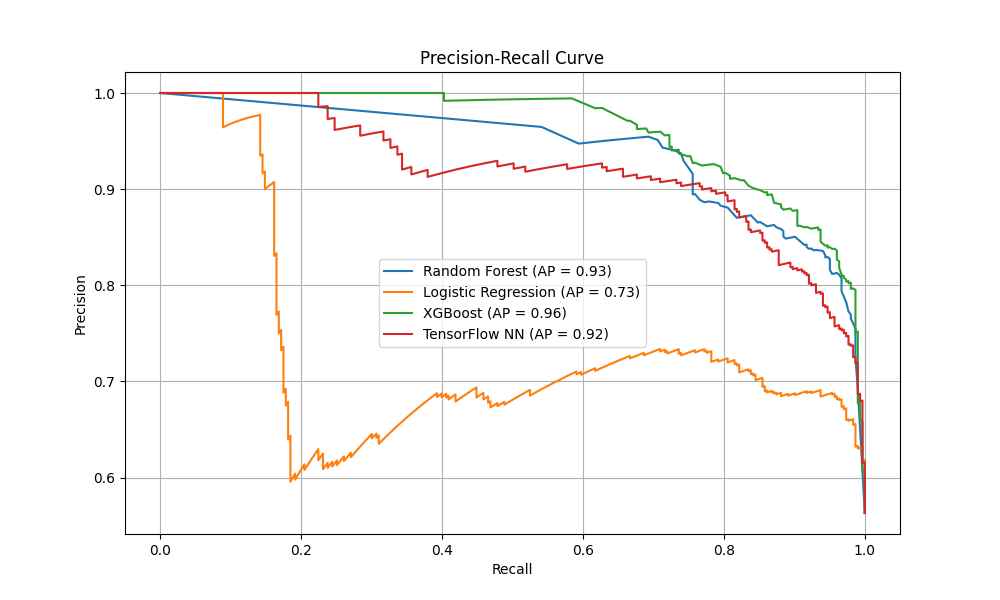 Precision-Recall Curve
1.0
0.9
0.8
0.7
0.6
Precision
Random Forest (AP = 0.93)
Logistic Regression (AP = 0.73)
XGBoost (AP = 0.96)
TensorFlow NN (AP = 0.92)
0.0 0.2 0.4 0.6 0.8 1.0
Recall